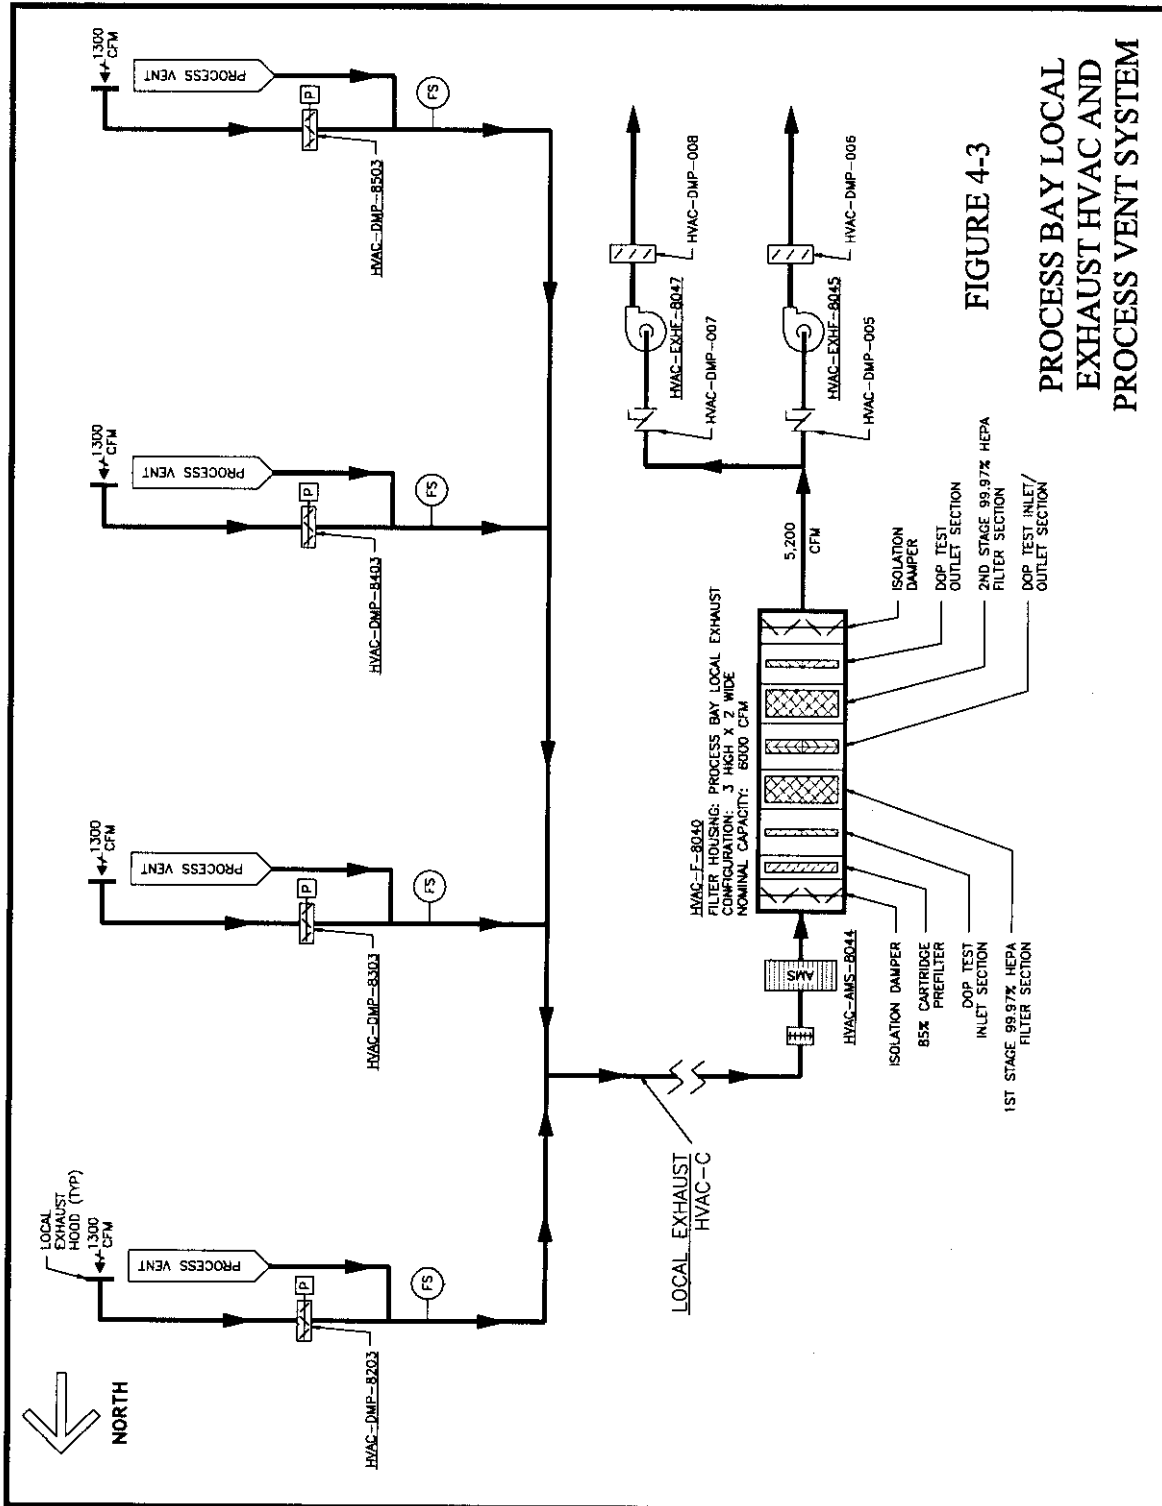 LOCAL
EXHAUST
HOOD (TYP)
1300
CFM
PROCESS VENT
P
FS
HVAC-DMP-8203
1300
CFM
PROCESS VENT
P
FS
HVAC-DMP-8303
1300
CFM
PROCESS VENT
P
FS
HVAC-DMP-8403
1300
CFM
PROCESS VENT
P
FS
HVAC-DMP-8503
NORTH
LOCAL EXHAUST
HVAC-C
AMS
HVAC-AMS-8044
HVAC-F-8040
FILTER HOUSING: PROCESS BAY LOCAL EXHAUST
CONFIGURATION: 3 HIGH X 2 WIDE
NOMINAL CAPACITY: 6000 CFM
ISOLATION DAMPER
85% CARTRIDGE
PREFILTER
DOP TEST
INLET SECTION
1ST STAGE 99.97% HEPA
FILTER SECTION
ISOLATION
DAMPER
DOP TEST
OUTLET SECTION
2ND STAGE 99.97% HEPA
FILTER SECTION
DOP TEST INLET/
OUTLET SECTION
5,200
CFM
HVAC-DMP-007
HVAC-EXHF-8047
HVAC-DMP-008
HVAC-DMP-005
HVAC-EXHF-8045
HVAC-DMP-006
FIGURE 4-3
PROCESS BAY LOCAL
EXHAUST HVAC AND
PROCESS VENT SYSTEM